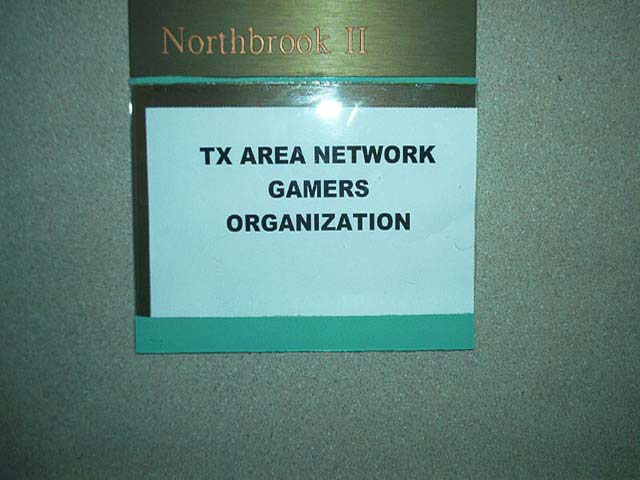 Northbrook II
TX AREA NETWORK
GAMERS
ORGANIZATION